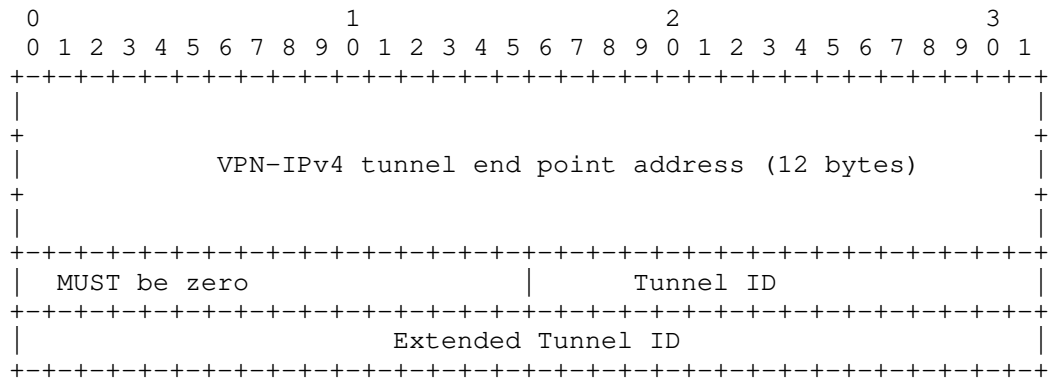 0                   1                   2                   3
 0 1 2 3 4 5 6 7 8 9 0 1 2 3 4 5 6 7 8 9 0 1 2 3 4 5 6 7 8 9 0 1
+-+-+-+-+-+-+-+-+-+-+-+-+-+-+-+-+-+-+-+-+-+-+-+-+-+-+-+-+-+-+-+-+
|                                                               |
+                                                               +
|            VPN-IPv4 tunnel end point address (12 bytes)       |
+                                                               +
|                                                               |
+-+-+-+-+-+-+-+-+-+-+-+-+-+-+-+-+-+-+-+-+-+-+-+-+-+-+-+-+-+-+-+-+
|  MUST be zero                 |      Tunnel ID                |
+-+-+-+-+-+-+-+-+-+-+-+-+-+-+-+-+-+-+-+-+-+-+-+-+-+-+-+-+-+-+-+-+
|                       Extended Tunnel ID                      |
+-+-+-+-+-+-+-+-+-+-+-+-+-+-+-+-+-+-+-+-+-+-+-+-+-+-+-+-+-+-+-+-+